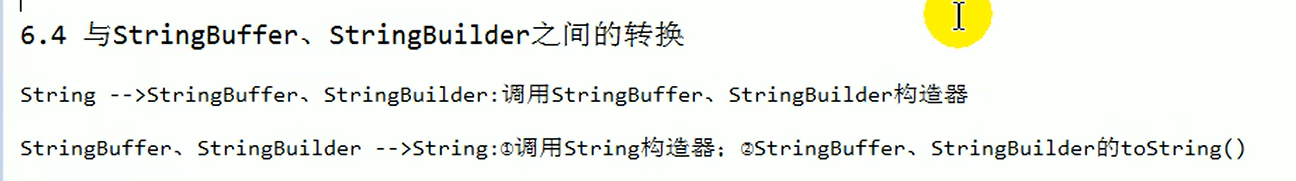 6.4 与StringBuffer、StringBuilder之间的转换
String -->StringBuffer、StringBuilder:调用StringBuffer、StringBuilder构造器
StringBuffer、StringBuilder -->String:①调用String构造器；②StringBuffer、StringBuilder的toString()